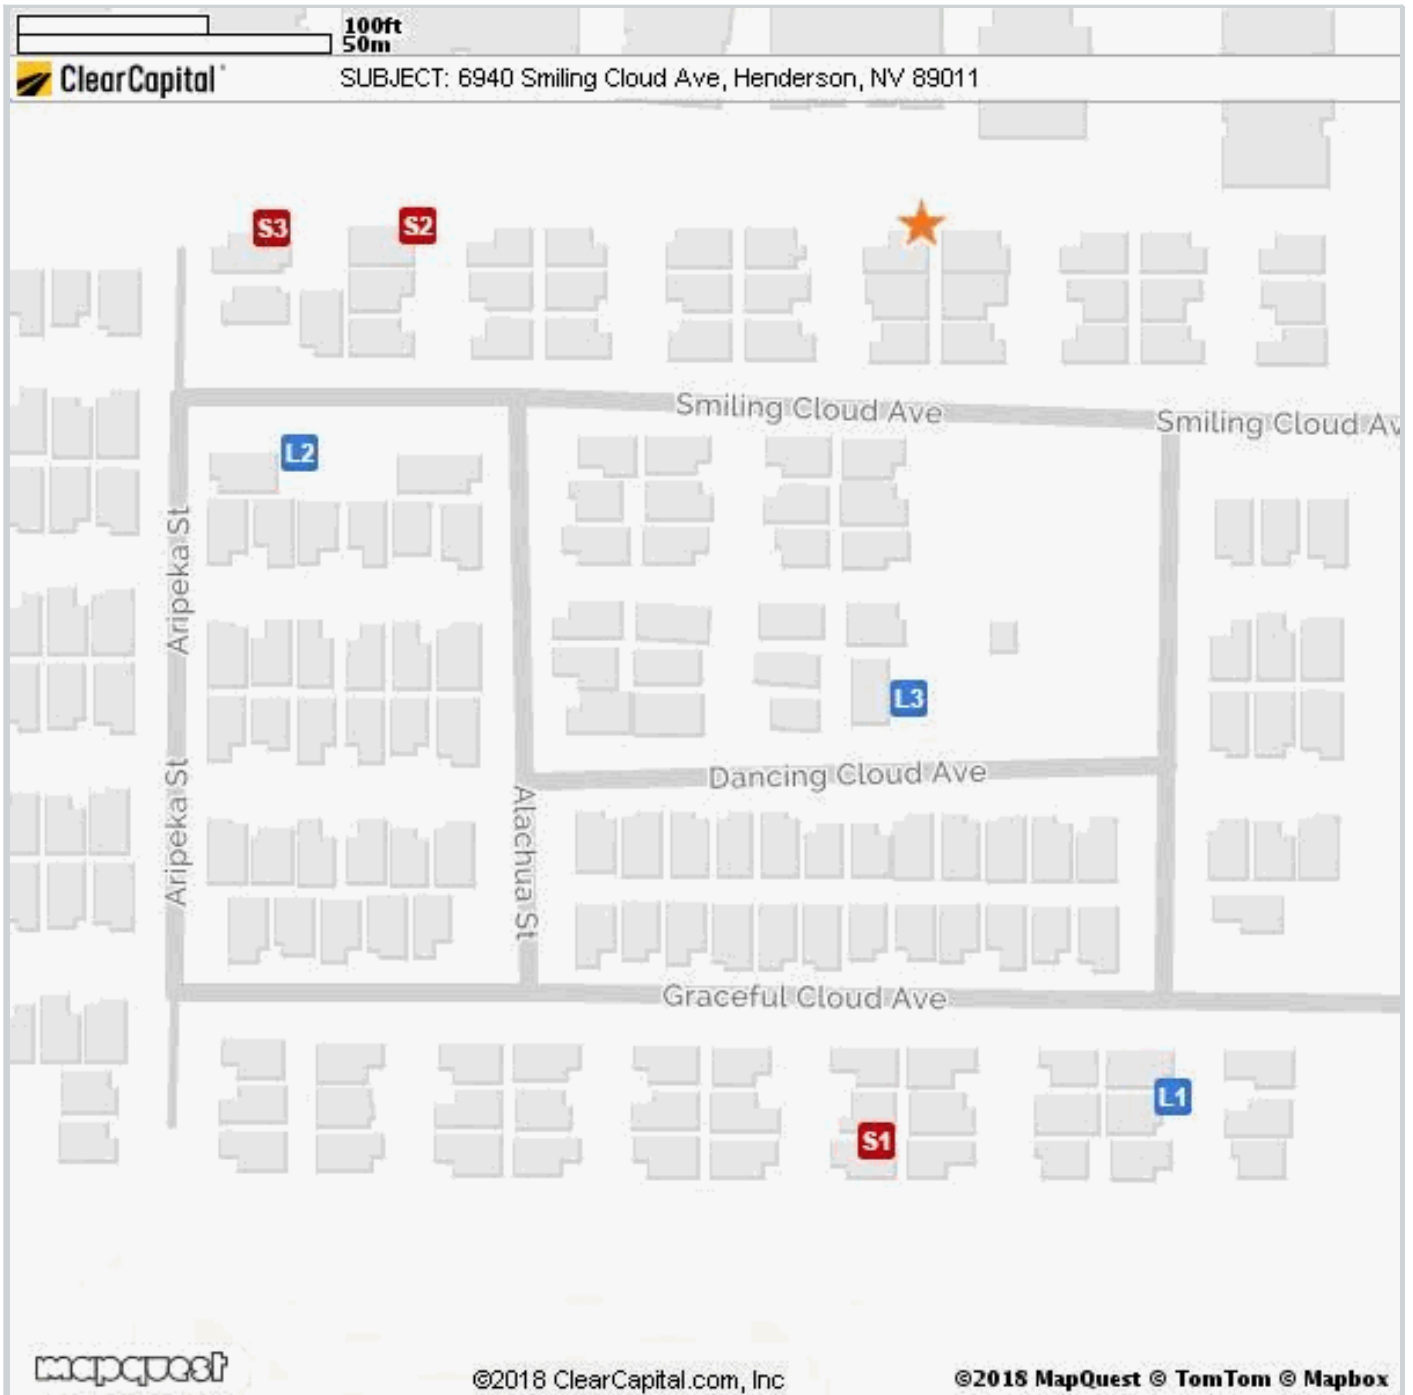 100ft
50m
ClearCapital
SUBJECT: 6940 Smiling Cloud Ave, Henderson, NV 89011
S3
S2
Smiling Cloud Ave
Smiling Cloud Av
L2
Aripeka St
L3
Dancing Cloud Ave
Aripeka St
Alachua St
Graceful Cloud Ave
L1
S1
mapquest
©2018 ClearCapital.com, Inc
©2018 MapQuest © TomTom © Mapbox